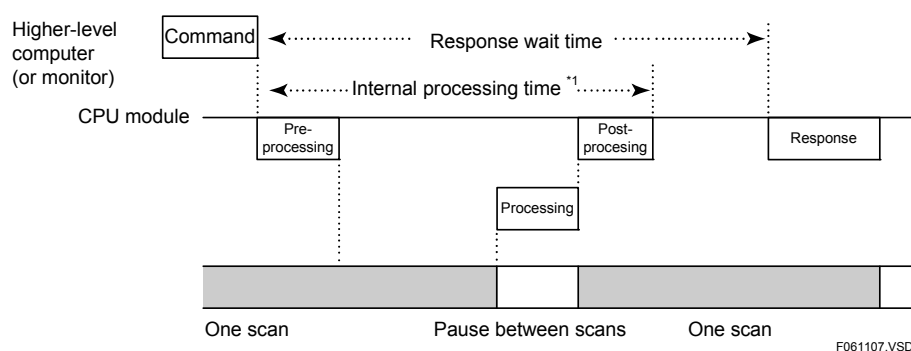 Higher-level
computer
(or monitor)
Command
Response wait time
Internal processing time *1
CPU module
Pre-
processing
Post-
procesing
Response
Processing
One scan
Pause between scans
One scan
F061107.VSD